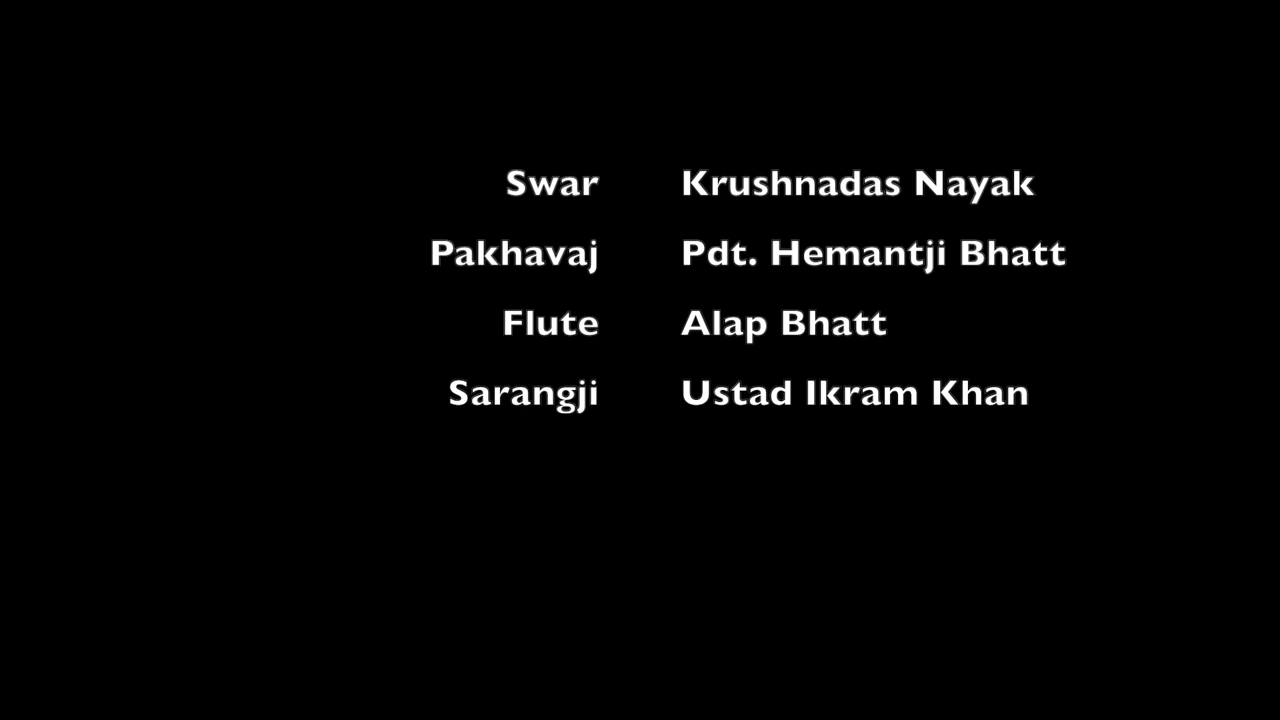 Swar Krushnadas Nayak
Pakhavaj Pdt. Hemantji Bhatt
Flute Alap Bhatt
Sarangji Ustad Ikram Khan